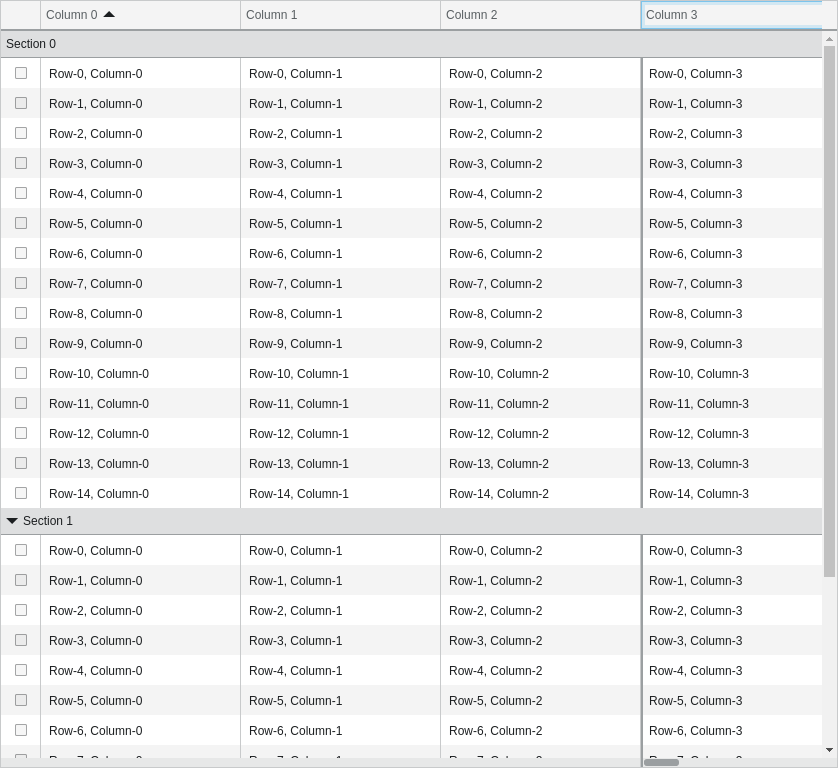 Column 0 Column 1 Column 2 Column 3
Section 0
Row-0, Column-0 Row-0, Column-1 Row-0, Column-2 Row-0, Column-3
Row-1, Column-0 Row-1, Column-1 Row-1, Column-2 Row-1, Column-3
Row-2, Column-0 Row-2, Column-1 Row-2, Column-2 Row-2, Column-3
Row-3, Column-0 Row-3, Column-1 Row-3, Column-2 Row-3, Column-3
Row-4, Column-0 Row-4, Column-1 Row-4, Column-2 Row-4, Column-3
Row-5, Column-0 Row-5, Column-1 Row-5, Column-2 Row-5, Column-3
Row-6, Column-0 Row-6, Column-1 Row-6, Column-2 Row-6, Column-3
Row-7, Column-0 Row-7, Column-1 Row-7, Column-2 Row-7, Column-3
Row-8, Column-0 Row-8, Column-1 Row-8, Column-2 Row-8, Column-3
Row-9, Column-0 Row-9, Column-1 Row-9, Column-2 Row-9, Column-3
Row-10, Column-0 Row-10, Column-1 Row-10, Column-2 Row-10, Column-3
Row-11, Column-0 Row-11, Column-1 Row-11, Column-2 Row-11, Column-3
Row-12, Column-0 Row-12, Column-1 Row-12, Column-2 Row-12, Column-3
Row-13, Column-0 Row-13, Column-1 Row-13, Column-2 Row-13, Column-3
Row-14, Column-0 Row-14, Column-1 Row-14, Column-2 Row-14, Column-3
Section 1
Row-0, Column-0 Row-0, Column-1 Row-0, Column-2 Row-0, Column-3
Row-1, Column-0 Row-1, Column-1 Row-1, Column-2 Row-1, Column-3
Row-2, Column-0 Row-2, Column-1 Row-2, Column-2 Row-2, Column-3
Row-3, Column-0 Row-3, Column-1 Row-3, Column-2 Row-3, Column-3
Row-4, Column-0 Row-4, Column-1 Row-4, Column-2 Row-4, Column-3
Row-5, Column-0 Row-5, Column-1 Row-5, Column-2 Row-5, Column-3
Row-6, Column-0 Row-6, Column-1 Row-6, Column-2 Row-6, Column-3